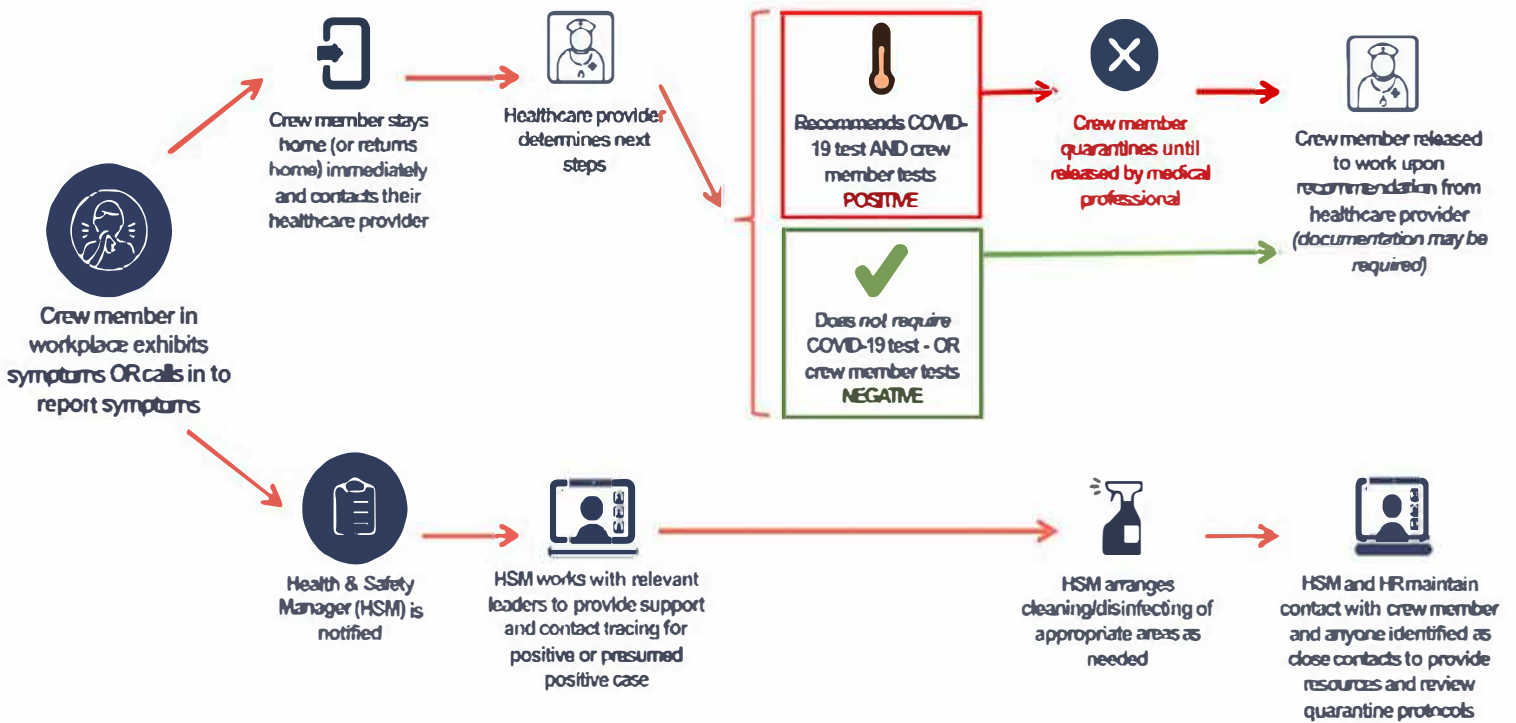 Crew member in
workplace exhibits
symptoms OR calls in to
report symptoms
Crew member stays
home (or returns
home) immediately
and contacts their
healthcare provider
Healthcare provider
determines next
steps
Recommends COVID-
19 test AND crew
member tests
POSITIVE
Crew member
quarantines until
released by medical
professional
Crew member released
to work upon
recommendation from
healthcare provider
(documentation may be
required)
Does not require
COVID-19 test - OR
crew member tests
NEGATIVE
Health & Safety
Manager (HSM) is
notified
HSM works with relevant
leaders to provide support
and contact tracing for
positive or presumed
positive case
HSM arranges
cleaning/disinfecting of
appropriate areas as
needed
HSM and HR maintain
contact with crew member
and anyone identified as
close contacts to provide
resources and review
quarantine protocols